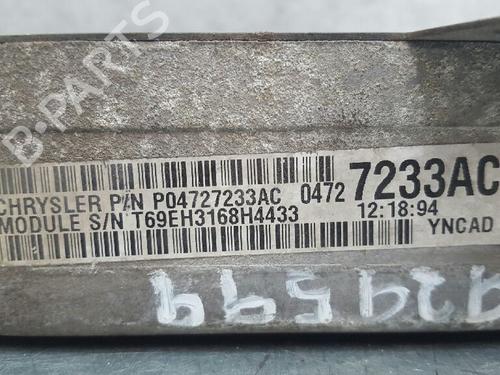 B-PARTS
CHRYSLER P/N P04727233AC 0472 7233AC
MODULE S/N T69EH3168H4433 12:18:94 YNCAD